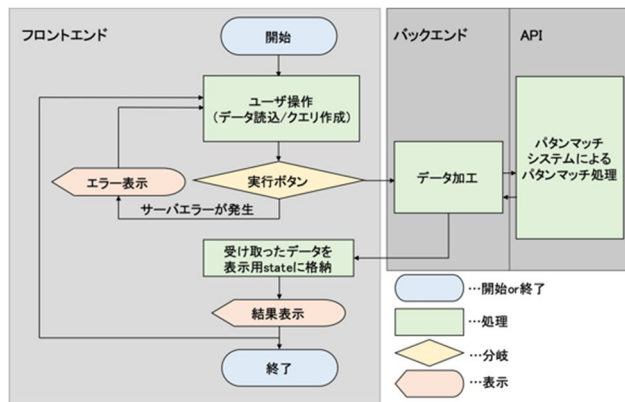 フロントエンド
開始
バックエンド
API
ユーザ操作
(データ読込/クエリ作成)
パタンマッチ
システムによる
パタンマッチ処理
エラー表示
実行ボタン
データ加工
サーバエラーが発生
受け取ったデータを
表示用stateに格納
結果表示
終了
…開始or終了
…処理
…分岐
…表示